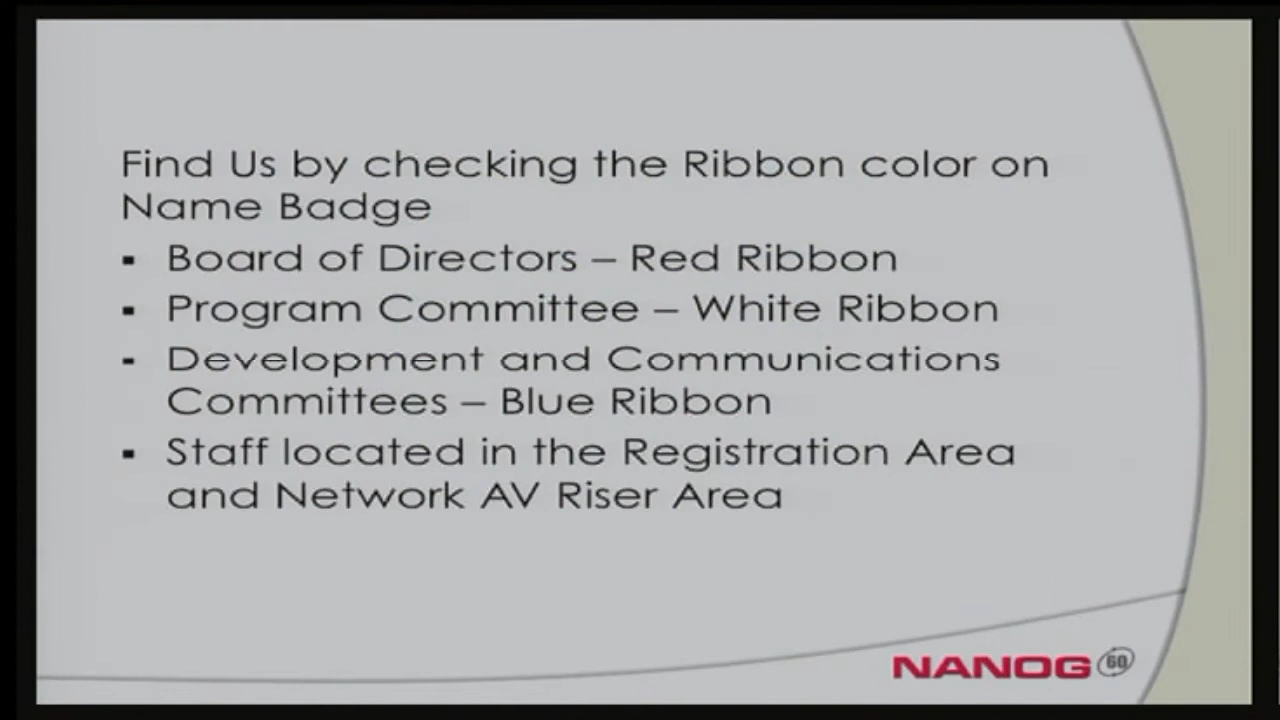 Find Us by checking the Ribbon color on
Name Badge
▪ Board of Directors – Red Ribbon
▪ Program Committee – White Ribbon
▪ Development and Communications
Committees – Blue Ribbon
▪ Staff located in the Registration Area
and Network AV Riser Area
NANOG 60